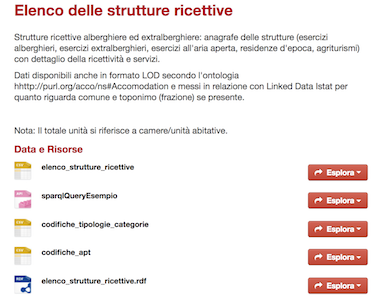 Elenco delle strutture ricettive
Strutture ricettive alberghiere ed extralberghiere: anagrafe delle strutture (esercizi
alberghieri, esercizi extralberghieri, esercizi all'aria aperta, residenze d'epoca, agriturismi)
con dettaglio della ricettività e servizi.
Dati disponibili anche in formato LOD secondo l'ontologia
hhttp://purl.org/acco/ns#Accomodation e messi in relazione con Linked Data Istat per
quanto riguarda comune e toponimo (frazione) se presente.
Nota: Il totale unità si riferisce a camere/unità abitative.
Data e Risorse
elenco_strutture_ricettive
Esplora
sparqlQueryEsempio
Esplora
codifiche_tipologie_categorie
Esplora
codifiche_apt
Esplora
RDF
elenco_strutture_ricettive.rdf
Esplora